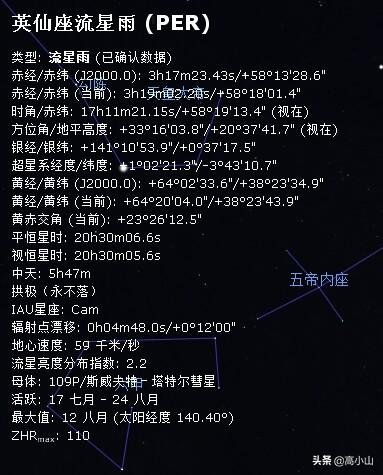 英仙座流星雨 (PER)
类型: 流星雨 (已确认数据)
赤经/赤纬 (J2000.0): 3h17m23.43s/+58°13'28.6"
赤经/赤纬 (当前): 3h19m02.20s/+58°18'01.4"
时角/赤纬: 17h11m21.15s/+58°19'13.4" (视在)
方位角/地平高度: +33°16'03.8"/+20°37'41.7" (视在)
银经/银纬: +141°10'53.9"/+0°37'17.5"
超星系经度/纬度: +1°02'21.3"/-3°43'10.7"
黄经/黄纬 (J2000.0): +64°02'33.6"/+38°23'34.9"
黄经/黄纬 (当前): +64°20'04.0"/+38°23'43.9"
黄赤交角 (当前): +23°26'12.5"
平恒星时: 20h30m06.6s
视恒星时: 20h30m05.6s
中天: 5h47m
拱极（永不落）
五帝内座
IAU星座: Cam
辐射点漂移: 0h04m48.0s/+0°12'00"
地心速度: 59 千米/秒
流星亮度分布指数: 2.2
母体: 109P/斯威夫特－塔特尔彗星
活跃: 17 七月 - 24 八月
最大值: 12 八月 (太阳经度 140.40°)
ZHRmax: 110
头条 @高小山